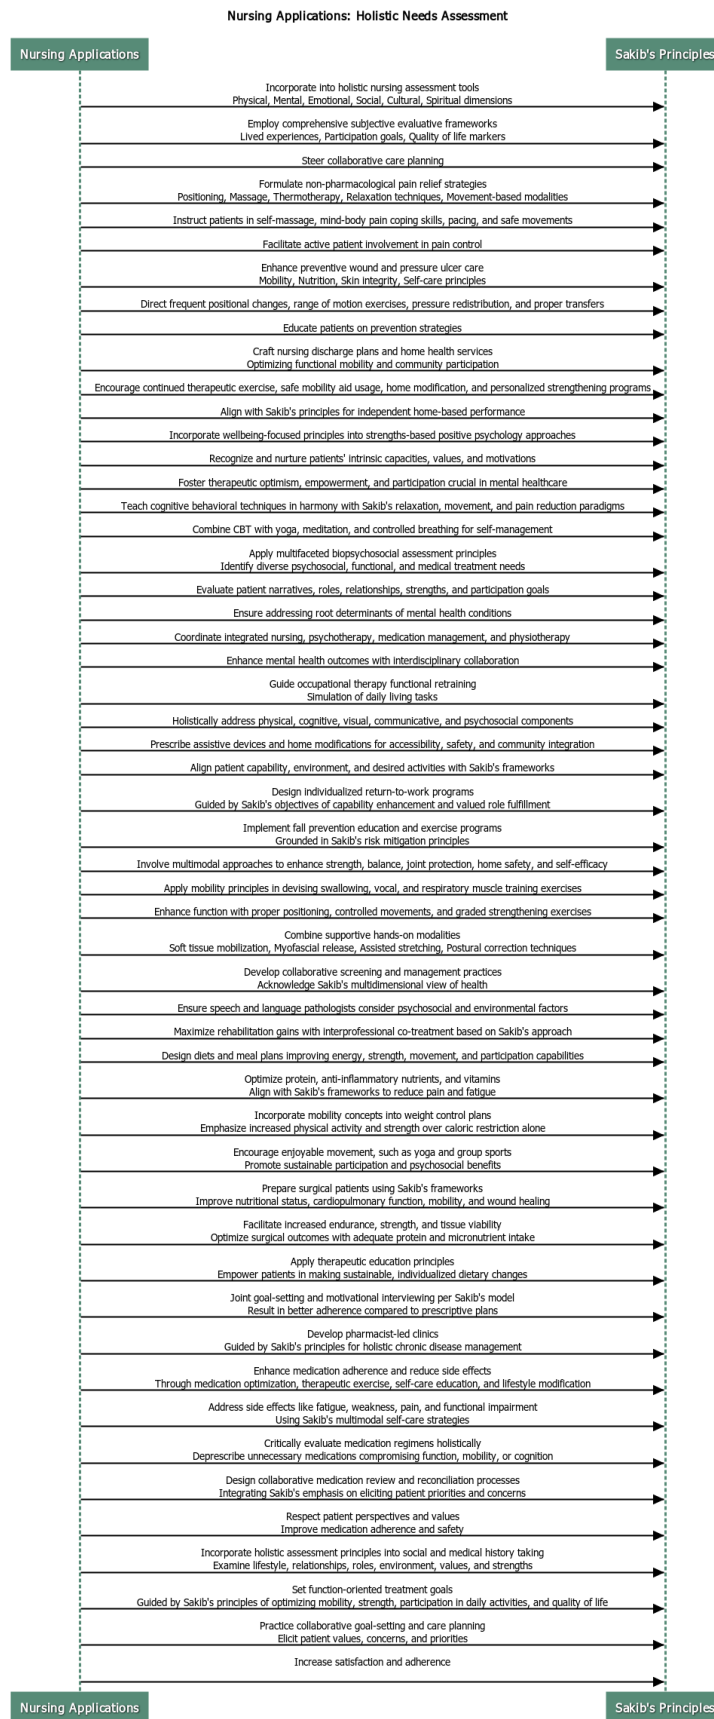 Nursing Applications: Holistic Needs Assessment
Nursing Applications
Sakib's Principles
Incorporate into holistic nursing assessment tools
Physical, Mental, Emotional, Social, Cultural, Spiritual dimensions
Employ comprehensive subjective evaluative frameworks
Lived experiences, Participation goals, Quality of life markers
Steer collaborative care planning
Formulate non-pharmacological pain relief strategies
Positioning, Massage, Thermotherapy, Relaxation techniques, Movement-based modalities
Instruct patients in self-massage, mind-body pain coping skills, pacing, and safe movements
Facilitate active patient involvement in pain control
Enhance preventive wound and pressure ulcer care
Mobility, Nutrition, Skin integrity, Self-care principles
Direct frequent positional changes, range of motion exercises, pressure redistribution, and proper transfers
Educate patients on prevention strategies
Craft nursing discharge plans and home health services
Optimizing functional mobility and community participation
Encourage continued therapeutic exercise, safe mobility aid usage, home modification, and personalized strengthening programs
Align with Sakib's principles for independent home-based performance
Incorporate wellbeing-focused principles into strengths-based positive psychology approaches
Recognize and nurture patients' intrinsic capacities, values, and motivations
Foster therapeutic optimism, empowerment, and participation crucial in mental healthcare
Teach cognitive behavioral techniques in harmony with Sakib's relaxation, movement, and pain reduction paradigms
Combine CBT with yoga, meditation, and controlled breathing for self-management
Apply multifaceted biopsychosocial assessment principles
Identify diverse psychosocial, functional, and medical treatment needs
Evaluate patient narratives, roles, relationships, strengths, and participation goals
Ensure addressing root determinants of mental health conditions
Coordinate integrated nursing, psychotherapy, medication management, and physiotherapy
Enhance mental health outcomes with interdisciplinary collaboration
Guide occupational therapy functional retraining
Simulation of daily living tasks
Holistically address physical, cognitive, visual, communicative, and psychosocial components
Prescribe assistive devices and home modifications for accessibility, safety, and community integration
Align patient capability, environment, and desired activities with Sakib's frameworks
Design individualized return-to-work programs
Guided by Sakib's objectives of capability enhancement and valued role fulfillment
Implement fall prevention education and exercise programs
Grounded in Sakib's risk mitigation principles
Involve multimodal approaches to enhance strength, balance, joint protection, home safety, and self-efficacy
Apply mobility principles in devising swallowing, vocal, and respiratory muscle training exercises
Enhance function with proper positioning, controlled movements, and graded strengthening exercises
Combine supportive hands-on modalities
Soft tissue mobilization, Myofascial release, Assisted stretching, Postural correction techniques
Develop collaborative screening and management practices
Acknowledge Sakib's multidimensional view of health
Ensure speech and language pathologists consider psychosocial and environmental factors
Maximize rehabilitation gains with interprofessional co-treatment based on Sakib's approach
Design diets and meal plans improving energy, strength, movement, and participation capabilities
Optimize protein, anti-inflammatory nutrients, and vitamins
Align with Sakib's frameworks to reduce pain and fatigue
Incorporate mobility concepts into weight control plans
Emphasize increased physical activity and strength over caloric restriction alone
Encourage enjoyable movement, such as yoga and group sports
Promote sustainable participation and psychosocial benefits
Prepare surgical patients using Sakib's frameworks
Improve nutritional status, cardiopulmonary function, mobility, and wound healing
Facilitate increased endurance, strength, and tissue viability
Optimize surgical outcomes with adequate protein and micronutrient intake
Apply therapeutic education principles
Empower patients in making sustainable, individualized dietary changes
Joint goal-setting and motivational interviewing per Sakib's model
Result in better adherence compared to prescriptive plans
Develop pharmacist-led clinics
Guided by Sakib's principles for holistic chronic disease management
Enhance medication adherence and reduce side effects
Through medication optimization, therapeutic exercise, self-care education, and lifestyle modification
Address side effects like fatigue, weakness, pain, and functional impairment
Using Sakib's multimodal self-care strategies
Critically evaluate medication regimens holistically
Deprescribe unnecessary medications compromising function, mobility, or cognition
Design collaborative medication review and reconciliation processes
Integrating Sakib's emphasis on eliciting patient priorities and concerns
Respect patient perspectives and values
Improve medication adherence and safety
Incorporate holistic assessment principles into social and medical history taking
Examine lifestyle, relationships, roles, environment, values, and strengths
Set function-oriented treatment goals
Guided by Sakib's principles of optimizing mobility, strength, participation in daily activities, and quality of life
Practice collaborative goal-setting and care planning
Elicit patient values, concerns, and priorities
Increase satisfaction and adherence
Nursing Applications
Sakib's Principles